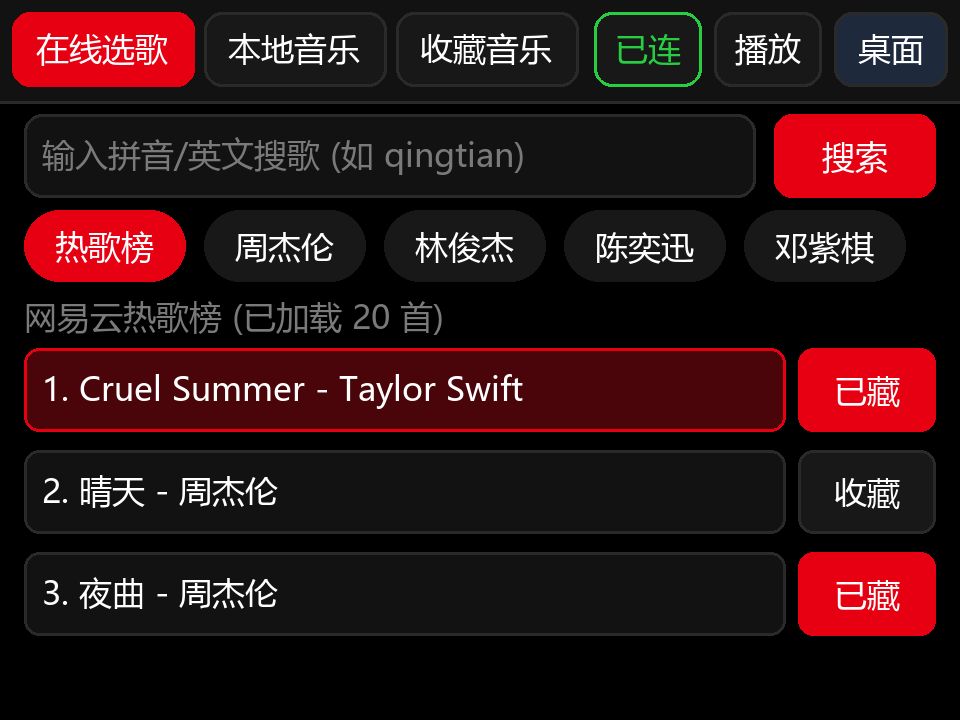 在线选歌 本地音乐 收藏音乐 已连 播放 桌面
输入拼音/英文搜歌 (如 qingtian) 搜索
热歌榜 周杰伦 林俊杰 陈奕迅 邓紫棋
网易云热歌榜 (已加载 20 首)
1. Cruel Summer - Taylor Swift 已藏
2. 晴天 - 周杰伦 收藏
3. 夜曲 - 周杰伦 已藏